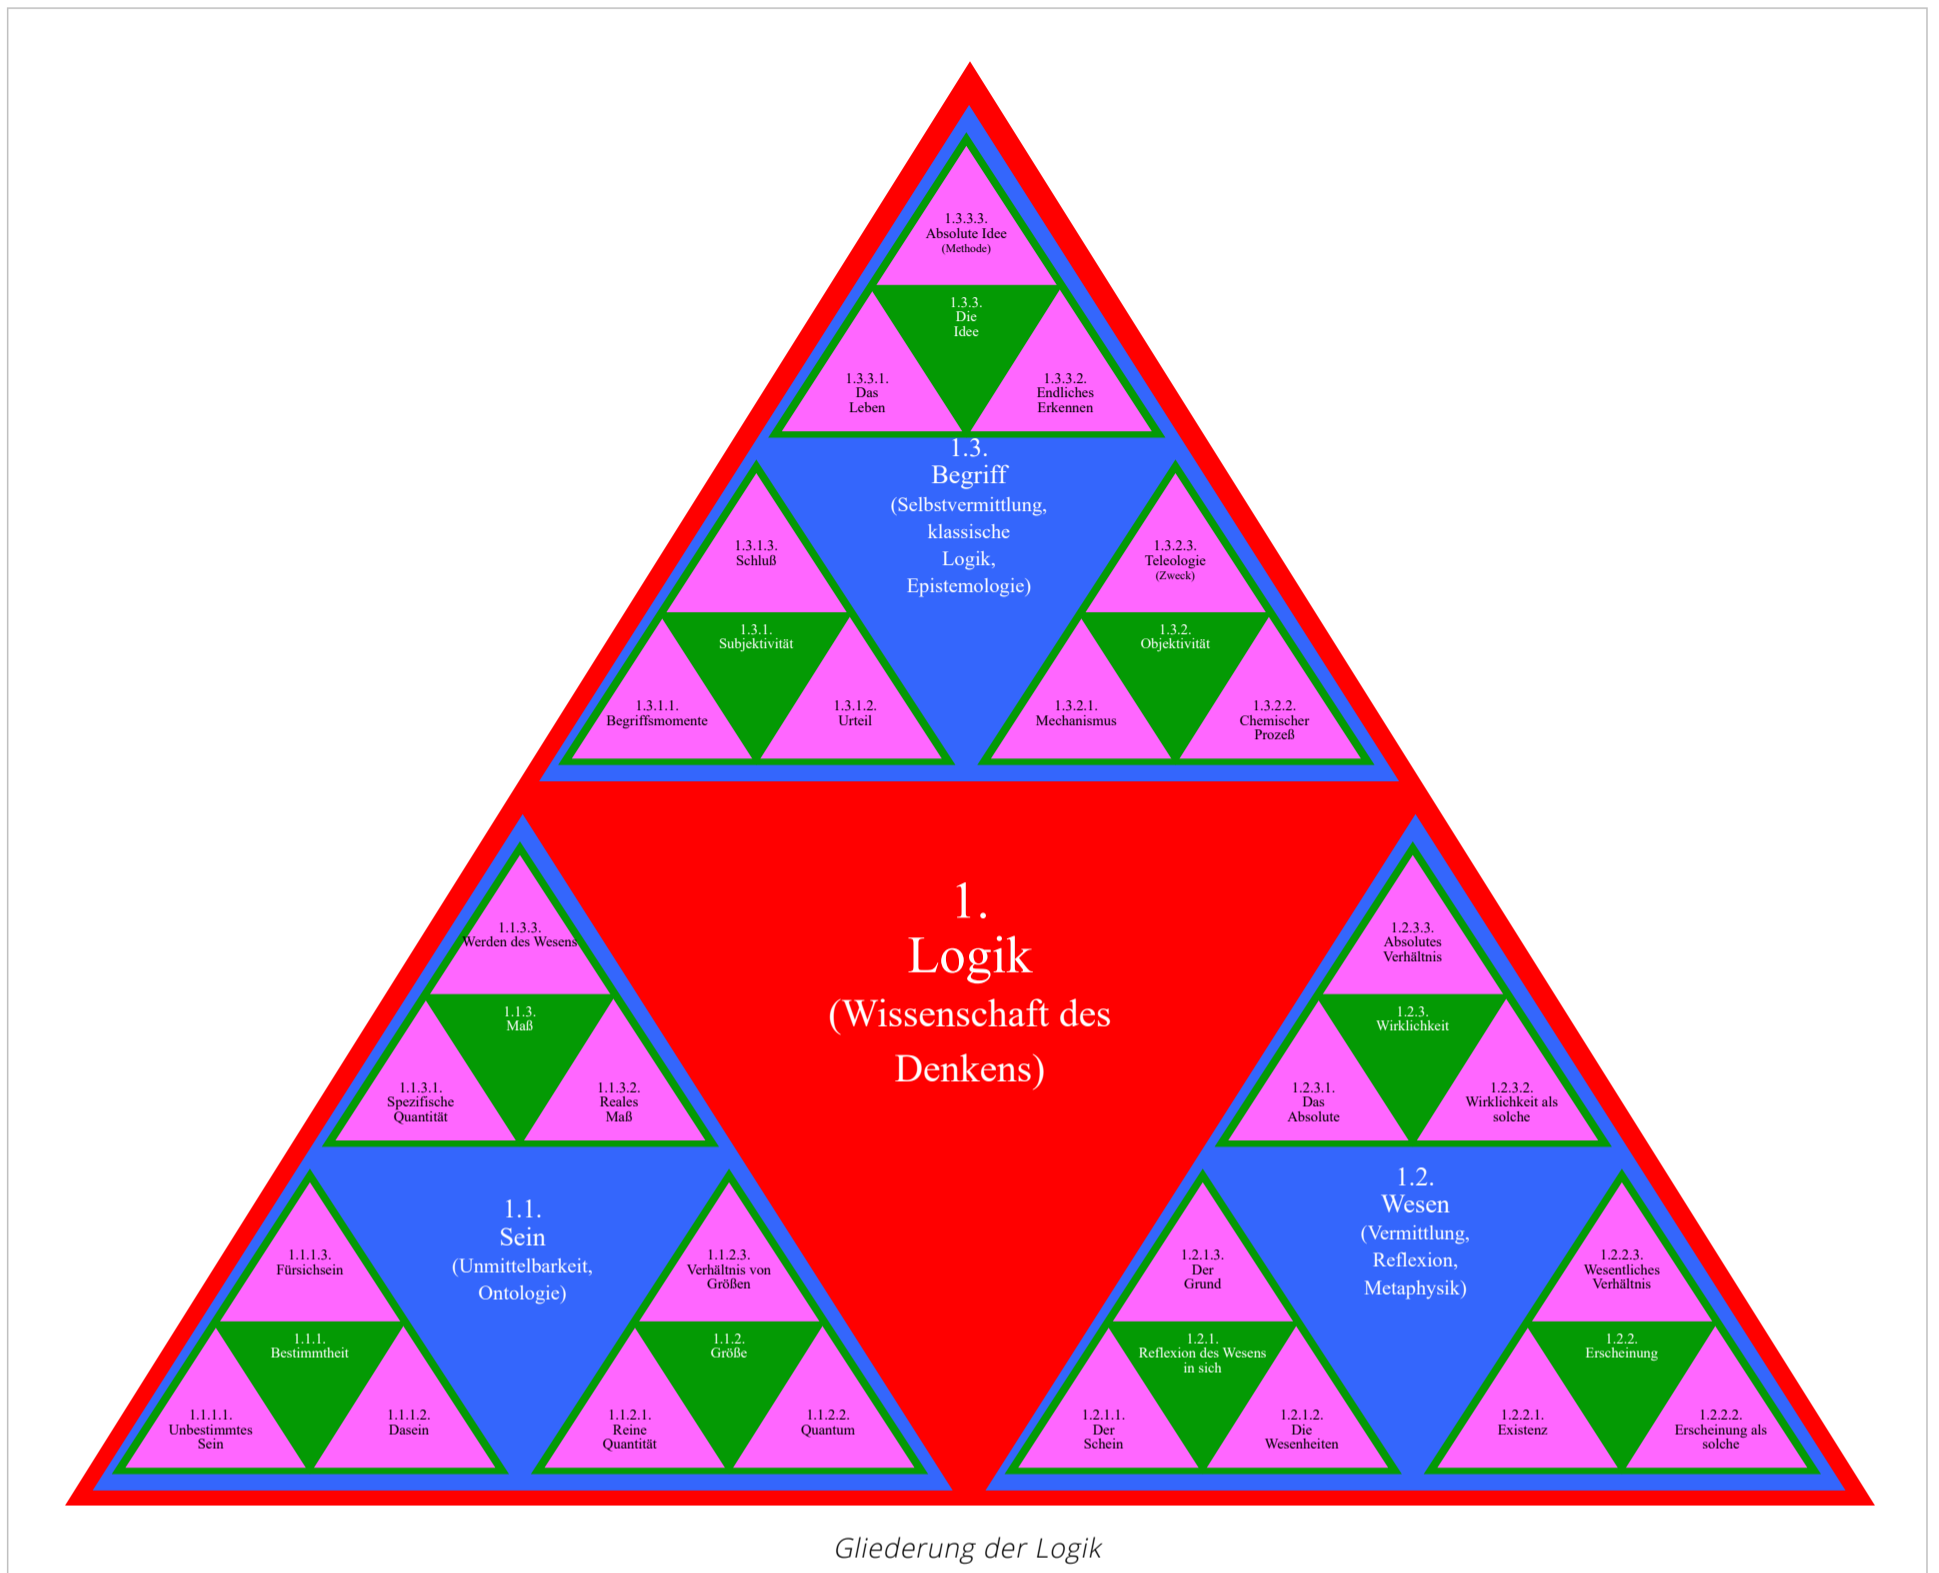 1.3.3.3.
Absolute Idee
(Methode)
1.3.3.
Die
Idee
1.3.3.1.
Das
Leben
1.3.3.2.
Endliches
Erkennen
1.3.
Begriff
(Selbstvermittlung,
klassische
Logik,
Epistemologie)
1.3.1.3.
Schluß
1.3.1.
Subjektivität
1.3.1.1.
Begriffsmomente
1.3.1.2.
Urteil
1.3.2.3.
Teleologie
(Zweck)
1.3.2.
Objektivität
1.3.2.1.
Mechanismus
1.3.2.2.
Chemischer
Prozeß
1.
Logik
(Wissenschaft des
Denkens)
1.1.3.3.
Werden des Wesens
1.1.3.
Maß
1.1.3.1.
Spezifische
Quantität
1.1.3.2.
Reales
Maß
1.1.
Sein
(Unmittelbarkeit,
Ontologie)
1.1.1.3.
Fürsichsein
1.1.1.
Bestimmtheit
1.1.1.1.
Unbestimmtes
Sein
1.1.1.2.
Dasein
1.1.2.3.
Verhältnis von
Größen
1.1.2.
Größe
1.1.2.1.
Reine
Quantität
1.1.2.2.
Quantum
1.2.3.3.
Absolutes
Verhältnis
1.2.3.
Wirklichkeit
1.2.3.1.
Das
Absolute
1.2.3.2.
Wirklichkeit als
solche
1.2.
Wesen
(Vermittlung,
Reflexion,
Metaphysik)
1.2.1.3.
Der
Grund
1.2.1.
Reflexion des Wesens
in sich
1.2.1.1.
Der
Schein
1.2.1.2.
Die
Wesenheiten
1.2.2.3.
Wesentliches
Verhältnis
1.2.2.
Erscheinung
1.2.2.1.
Existenz
1.2.2.2.
Erscheinung als
solche
Gliederung der Logik